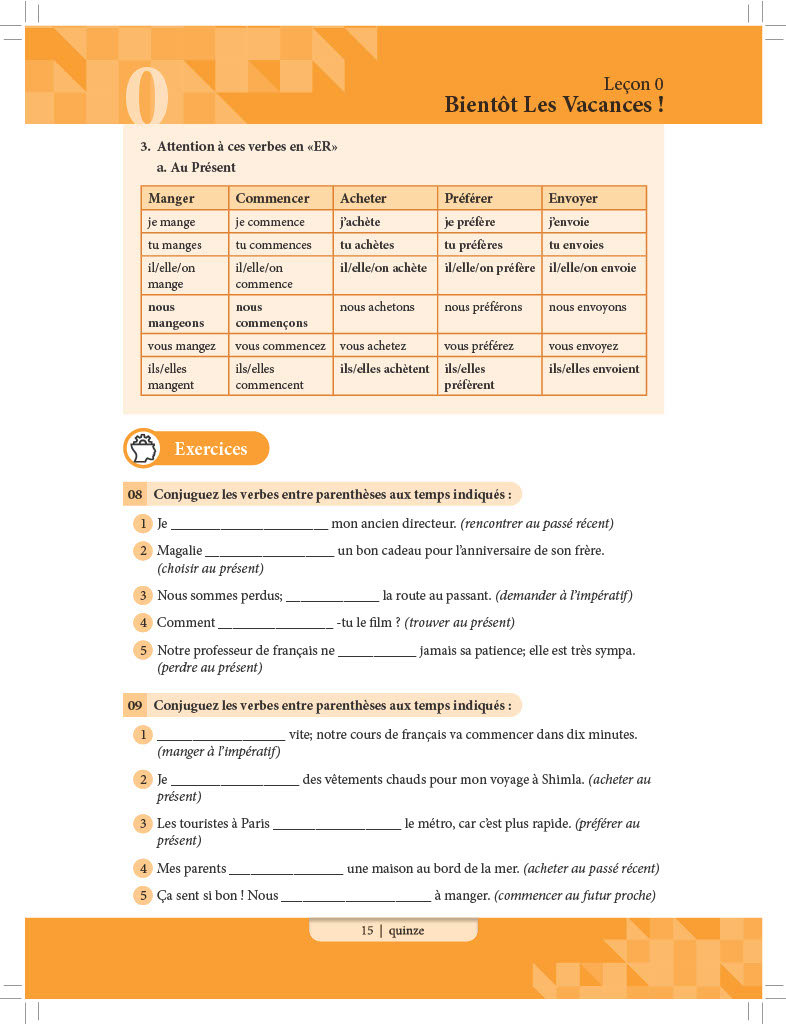 0
Leçon 0
Bientôt Les Vacances !
3. Attention à ces verbes en «ER»
a. Au Présent
Manger Commencer Acheter Préférer Envoyer
je mange je commence j'achète je préfère j'envoie
tu manges tu commences tu achètes tu préfères tu envoies
il/elle/on mange il/elle/on commence il/elle/on achète il/elle/on préfère il/elle/on envoie
nous mangeons nous commençons nous achetons nous préférons nous envoyons
vous mangez vous commencez vous achetez vous préférez vous envoyez
ils/elles mangent ils/elles commencent ils/elles achètent ils/elles préfèrent ils/elles envoient
Exercices
08 Conjuguez les verbes entre parenthèses aux temps indiqués :
1 Je ______________________ mon ancien directeur. (rencontrer au passé récent)
2 Magalie __________________ un bon cadeau pour l'anniversaire de son frère.
(choisir au présent)
3 Nous sommes perdus; _____________ la route au passant. (demander à l'impératif)
4 Comment ________________ -tu le film ? (trouver au présent)
5 Notre professeur de français ne ___________ jamais sa patience; elle est très sympa.
(perdre au présent)
09 Conjuguez les verbes entre parenthèses aux temps indiqués :
1 __________________ vite; notre cours de français va commencer dans dix minutes.
(manger à l'impératif)
2 Je __________________ des vêtements chauds pour mon voyage à Shimla. (acheter au
présent)
3 Les touristes à Paris __________________ le métro, car c'est plus rapide. (préférer au
présent)
4 Mes parents ________________ une maison au bord de la mer. (acheter au passé récent)
5 Ça sent si bon ! Nous _____________________ à manger. (commencer au futur proche)
15 | quinze